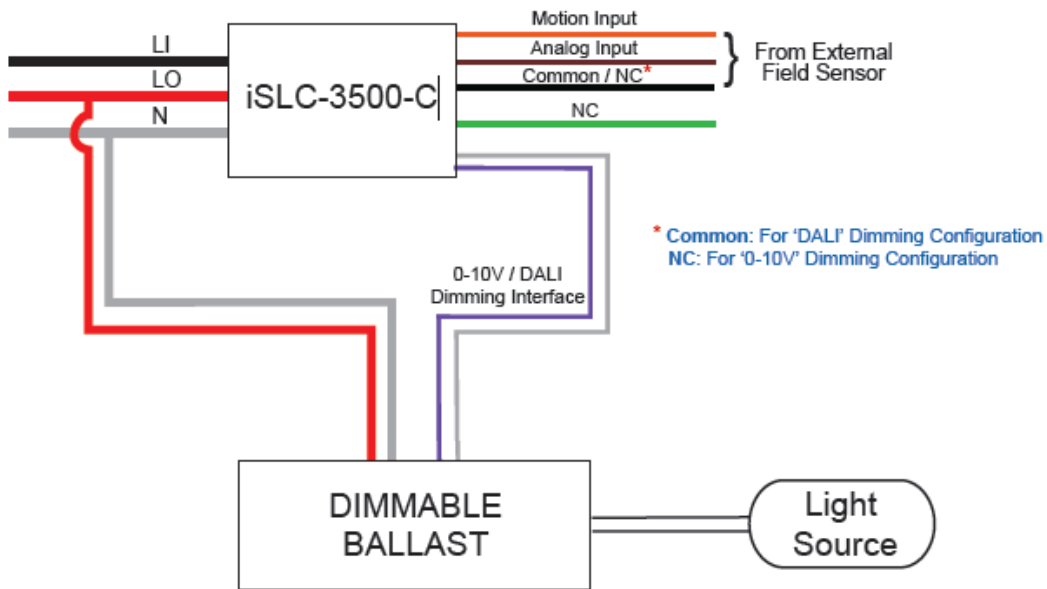 LI
LO
N
iSLC-3500-C
Motion Input
Analog Input
Common / NC*
NC
From External
Field Sensor
* Common: For ‘DALI’ Dimming Configuration
NC: For ‘0-10V’ Dimming Configuration
0-10V / DALI
Dimming Interface
DIMMABLE
BALLAST
Light
Source